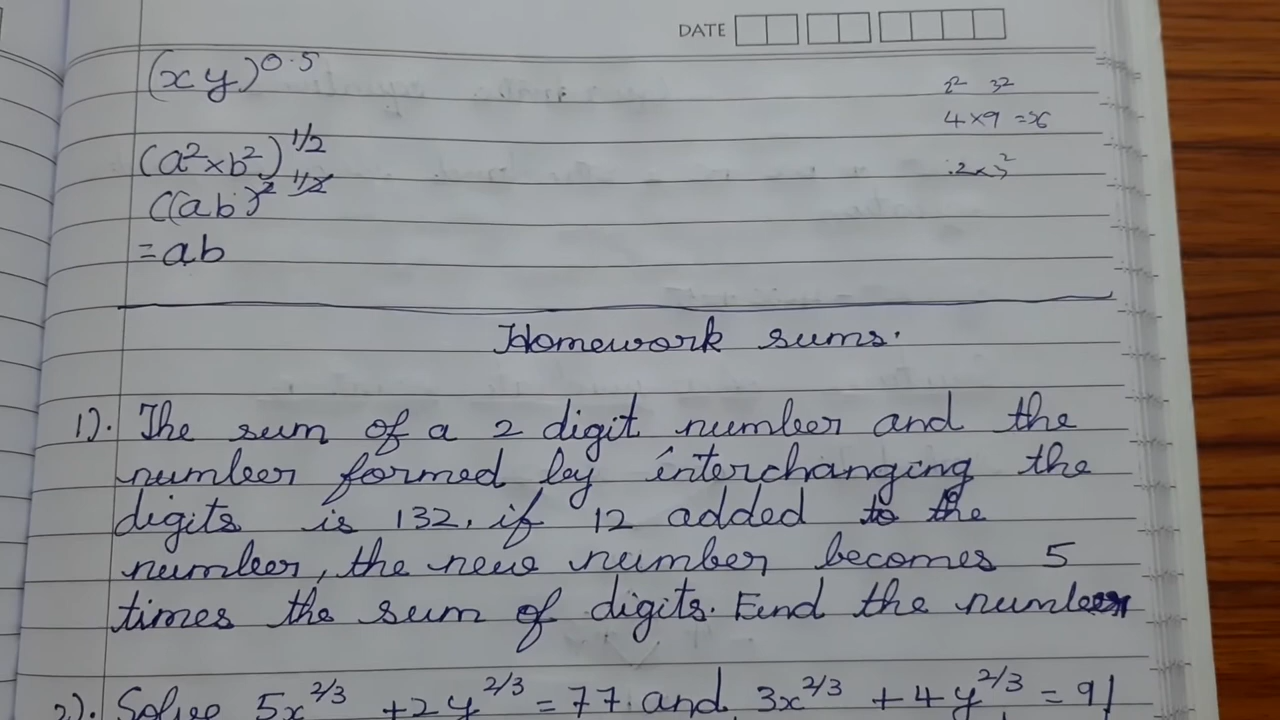 DATE
(xy)^0.5
2² 3²
4×9 =36
(a²×b²)^1/2
2×3²
((ab)² ^1/2
=ab
Homework sums.
1). The sum of a 2 digit number and the
number formed by interchanging the
digits is 132. if 12 added to the
number, the new number becomes 5
times the sum of digits. Find the number
2). Solve 5x^2/3 +2y^2/3 =77 and 3x^2/3 +4y^2/3 =91